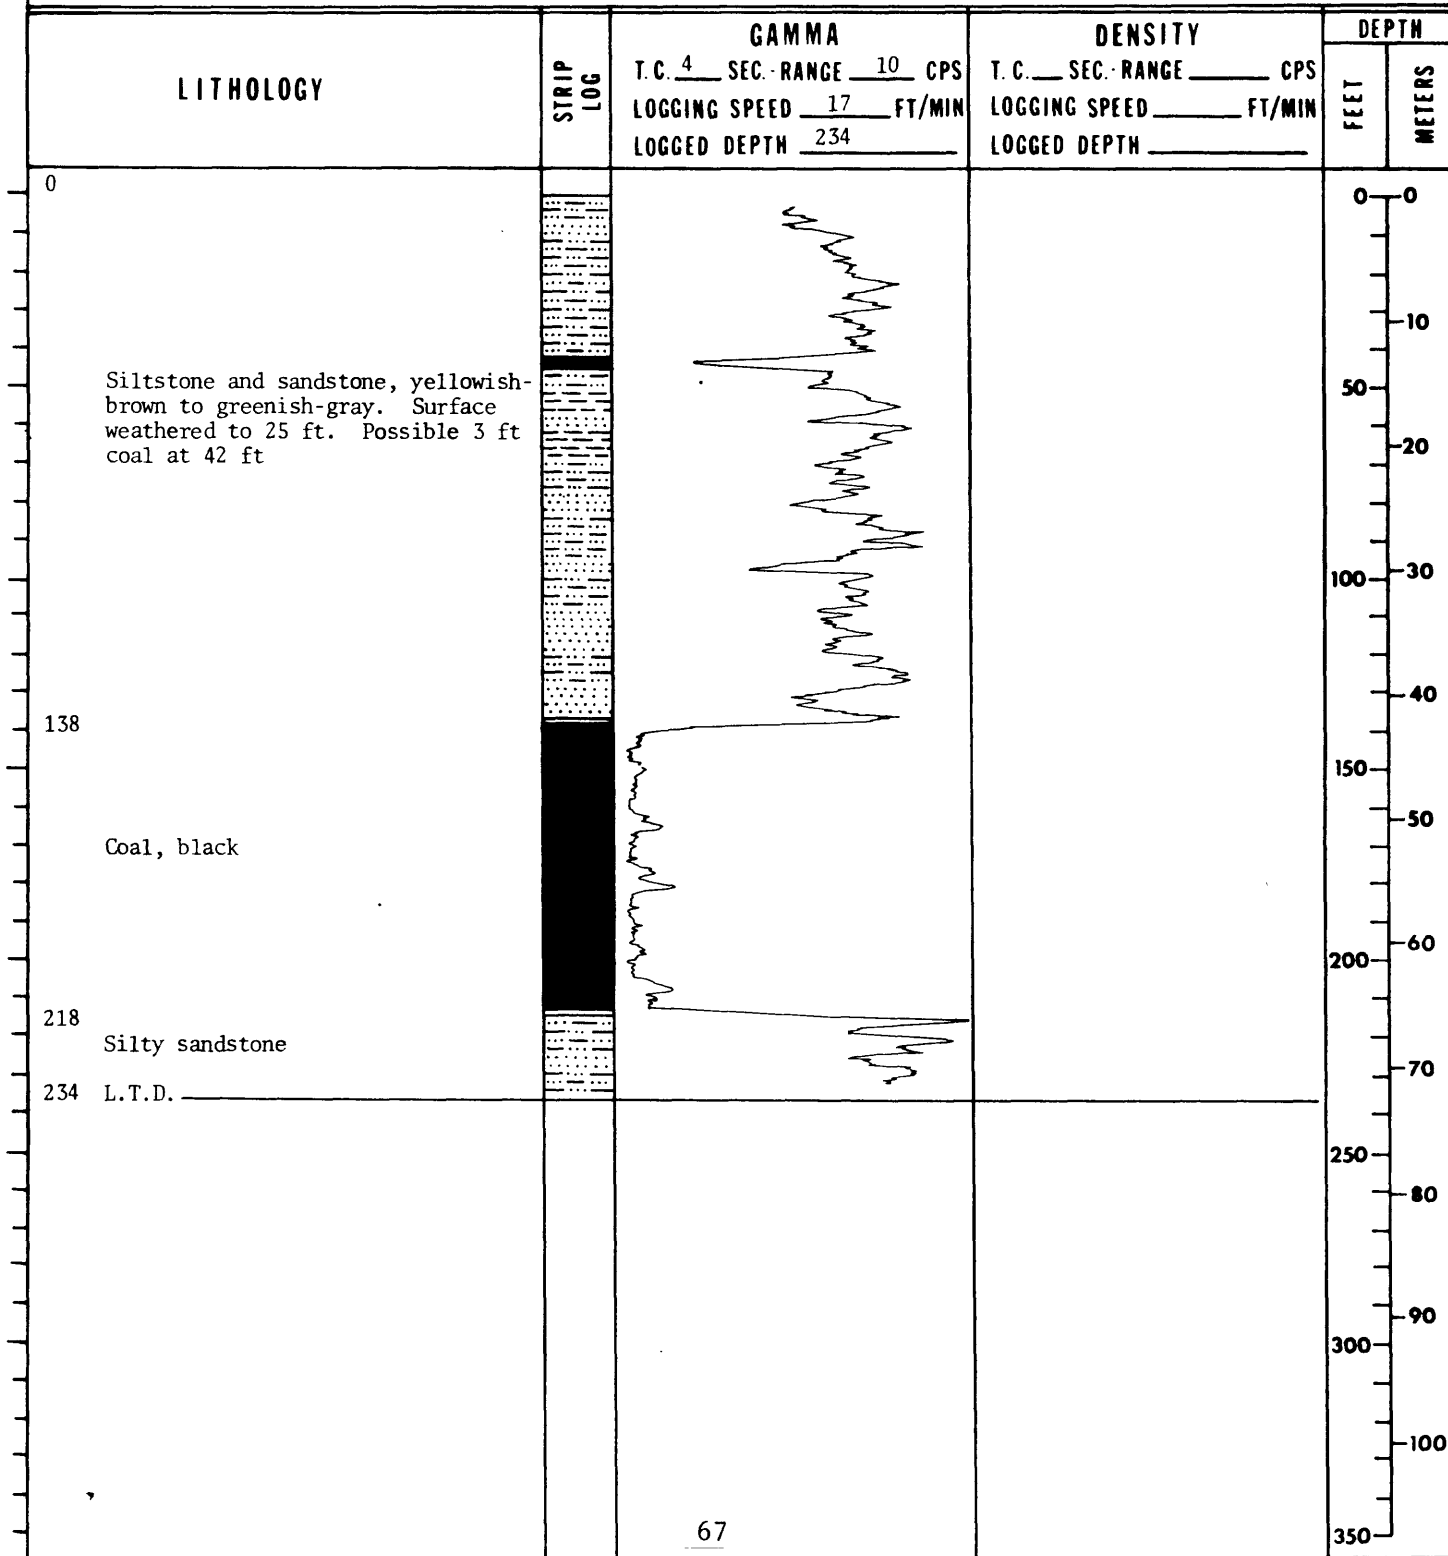 LITHOLOGY
STRIP LOG
GAMMA
T.C. 4 SEC.-RANGE 10 CPS
LOGGING SPEED 17 FT/MIN
LOGGED DEPTH 234
DENSITY
T.C. SEC.-RANGE CPS
LOGGING SPEED FT/MIN
LOGGED DEPTH
DEPTH
FEET
METERS
0
Siltstone and sandstone, yellowish-
brown to greenish-gray. Surface
weathered to 25 ft. Possible 3 ft
coal at 42 ft
138
Coal, black
218
Silty sandstone
234 L.T.D.
0
50
100
150
200
250
300
350
0
10
20
30
40
50
60
70
80
90
100
67